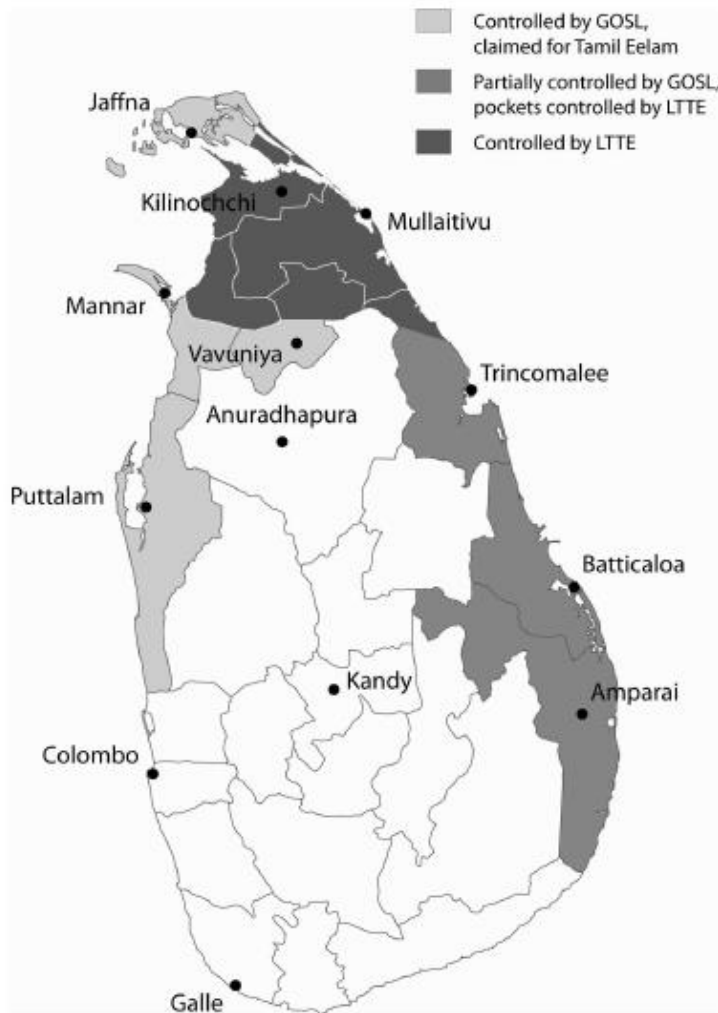 Controlled by GOSL,
claimed for Tamil Eelam
Partially controlled by GOSL,
pockets controlled by LTTE
Controlled by LTTE
Jaffna
Kilinochchi
Mullaitivu
Mannar
Vavuniya
Trincomalee
Anuradhapura
Puttalam
Batticaloa
Kandy
Amparai
Colombo
Galle